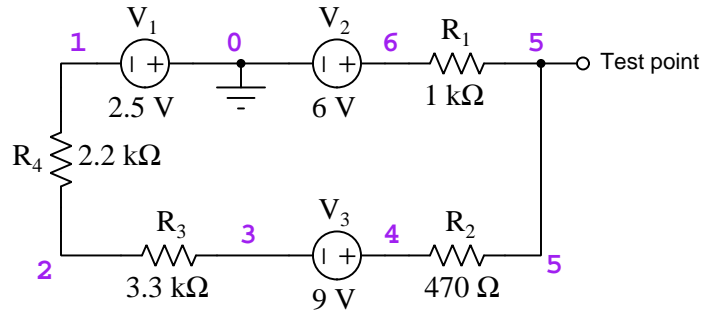 V1 V2
1 0 6 R1 5
- + - + Test point
2.5 V 6 V 1 kΩ
R4 2.2 kΩ
V3
R3 3 4 R2
- +
2 5
3.3 kΩ 9 V 470 Ω